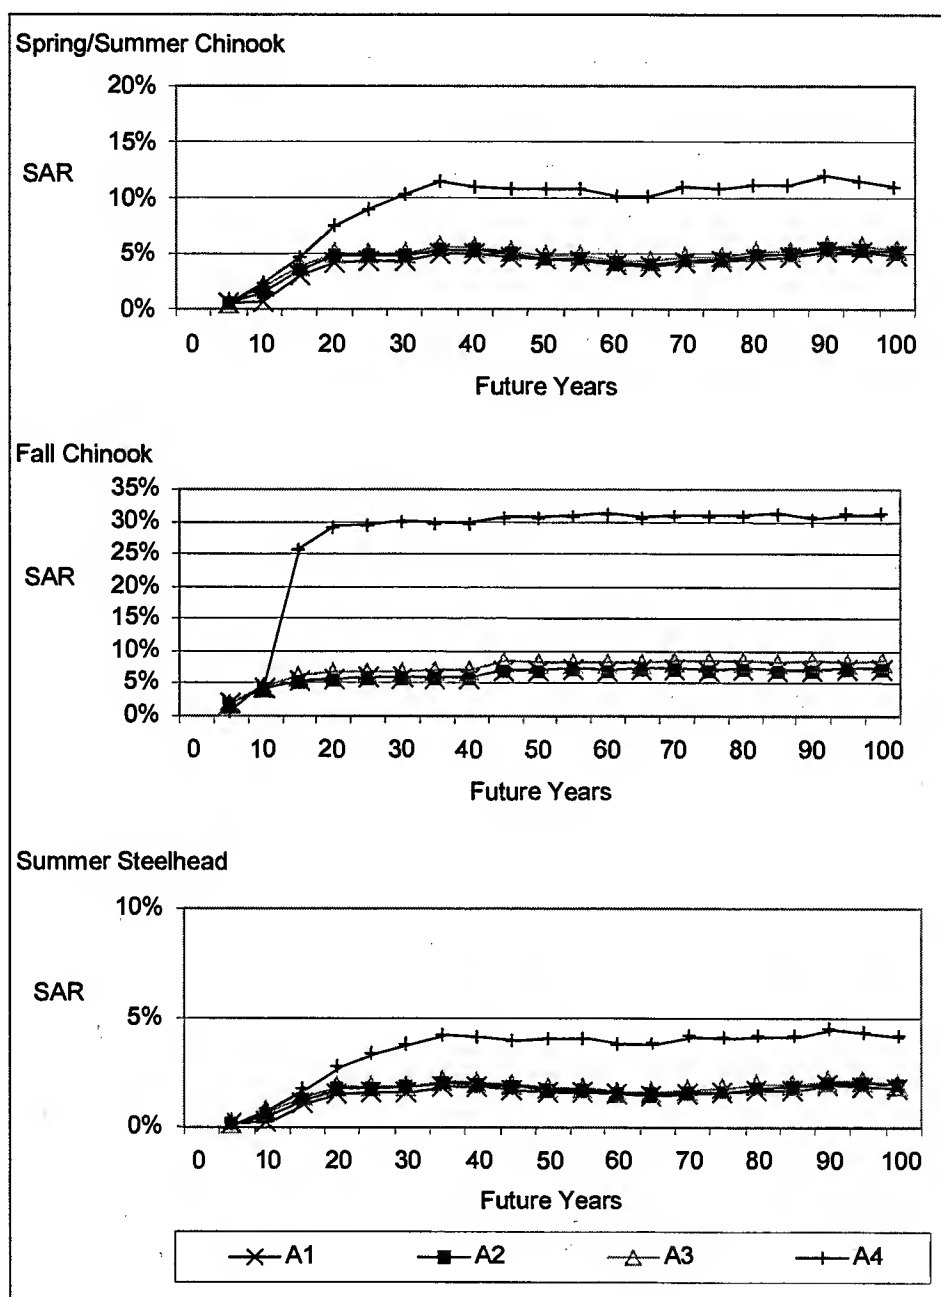 Spring/Summer Chinook
20%
15%
SAR
10%
5%
0%
0 10 20 30 40 50 60 70 80 90 100
Future Years
Fall Chinook
35%
30%
25%
SAR
20%
15%
10%
5%
0%
0 10 20 30 40 50 60 70 80 90 100
Future Years
Summer Steelhead
10%
SAR
5%
0%
0 10 20 30 40 50 60 70 80 90 100
Future Years
A1 A2 A3 A4